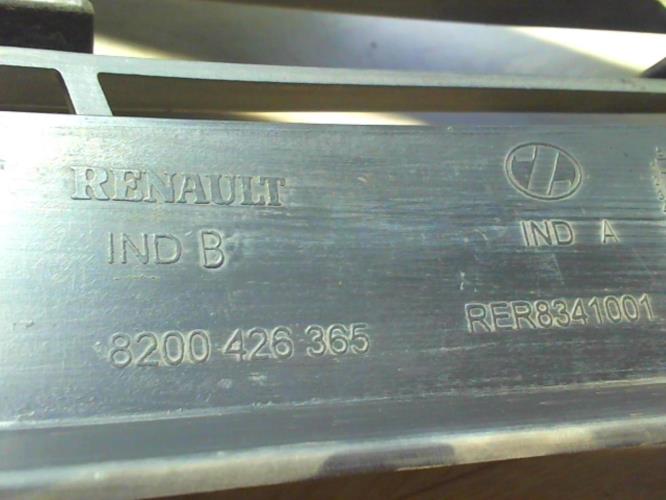 RENAULT
IND B
IND A
8200 426 365
RER8341001